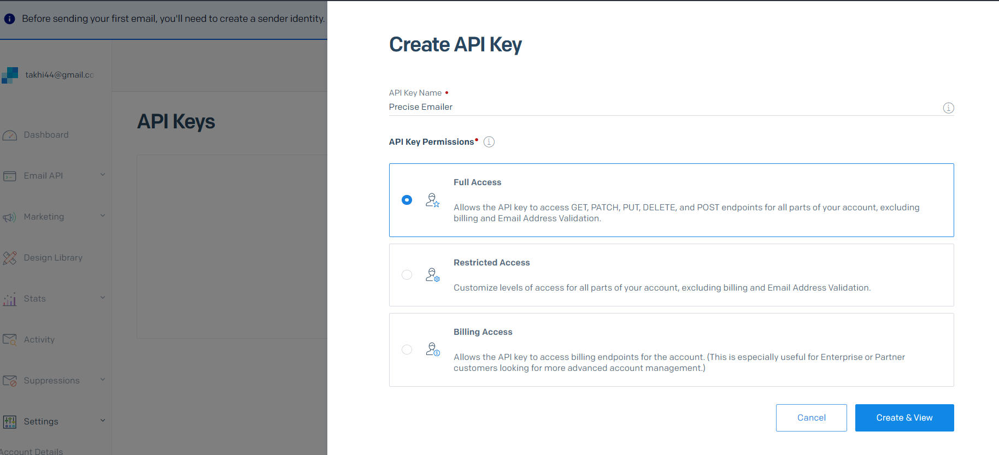 Before sending your first email, you'll need to create a sender identity.
takhi44@gmail.co
Dashboard
Email API
Marketing
Design Library
Stats
Activity
Suppressions
Settings
Account Details
API Keys
Create API Key
API Key Name
Precise Emailer
API Key Permissions
Full Access
Allows the API key to access GET, PATCH, PUT, DELETE, and POST endpoints for all parts of your account, excluding
billing and Email Address Validation.
Restricted Access
Customize levels of access for all parts of your account, excluding billing and Email Address Validation.
Billing Access
Allows the API key to access billing endpoints for the account. (This is especially useful for Enterprise or Partner
customers looking for more advanced account management.)
Cancel
Create & View